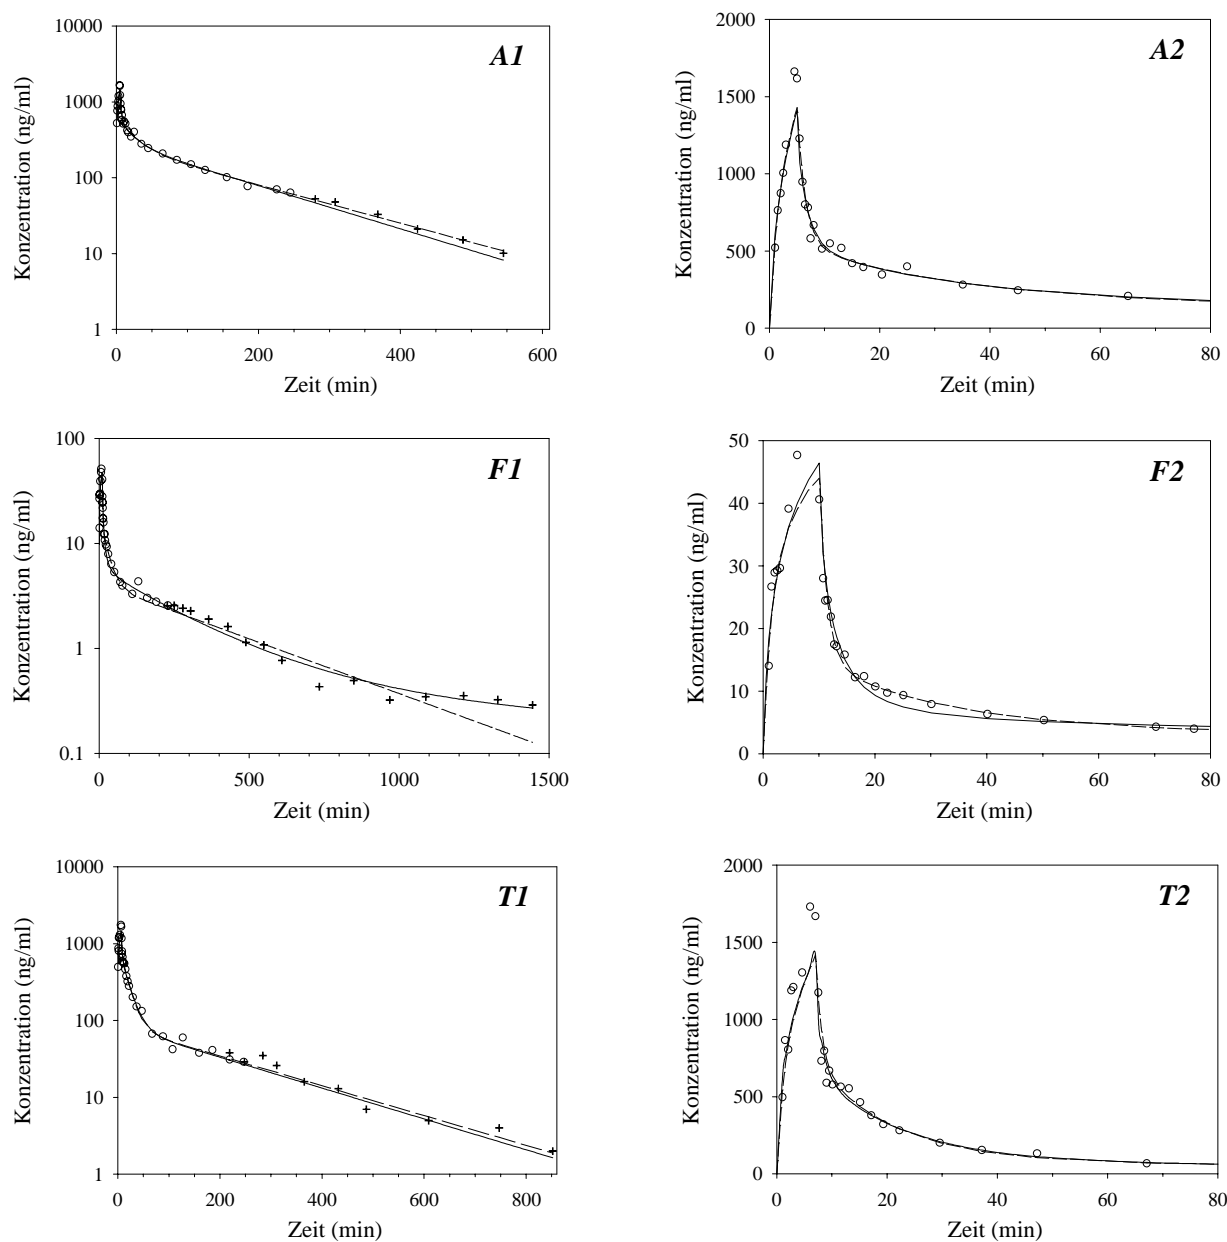 A1
Konzentration (ng/ml)
10000
1000
100
10
1
0 200 400 600
Zeit (min)
A2
Konzentration (ng/ml)
2000
1500
1000
500
0
0 20 40 60 80
Zeit (min)
F1
Konzentration (ng/ml)
100
10
1
0.1
0 500 1000 1500
Zeit (min)
F2
Konzentration (ng/ml)
50
40
30
20
10
0
0 20 40 60 80
Zeit (min)
T1
Konzentration (ng/ml)
10000
1000
100
10
1
0 200 400 600 800
Zeit (min)
T2
Konzentration (ng/ml)
2000
1500
1000
500
0
0 20 40 60 80
Zeit (min)